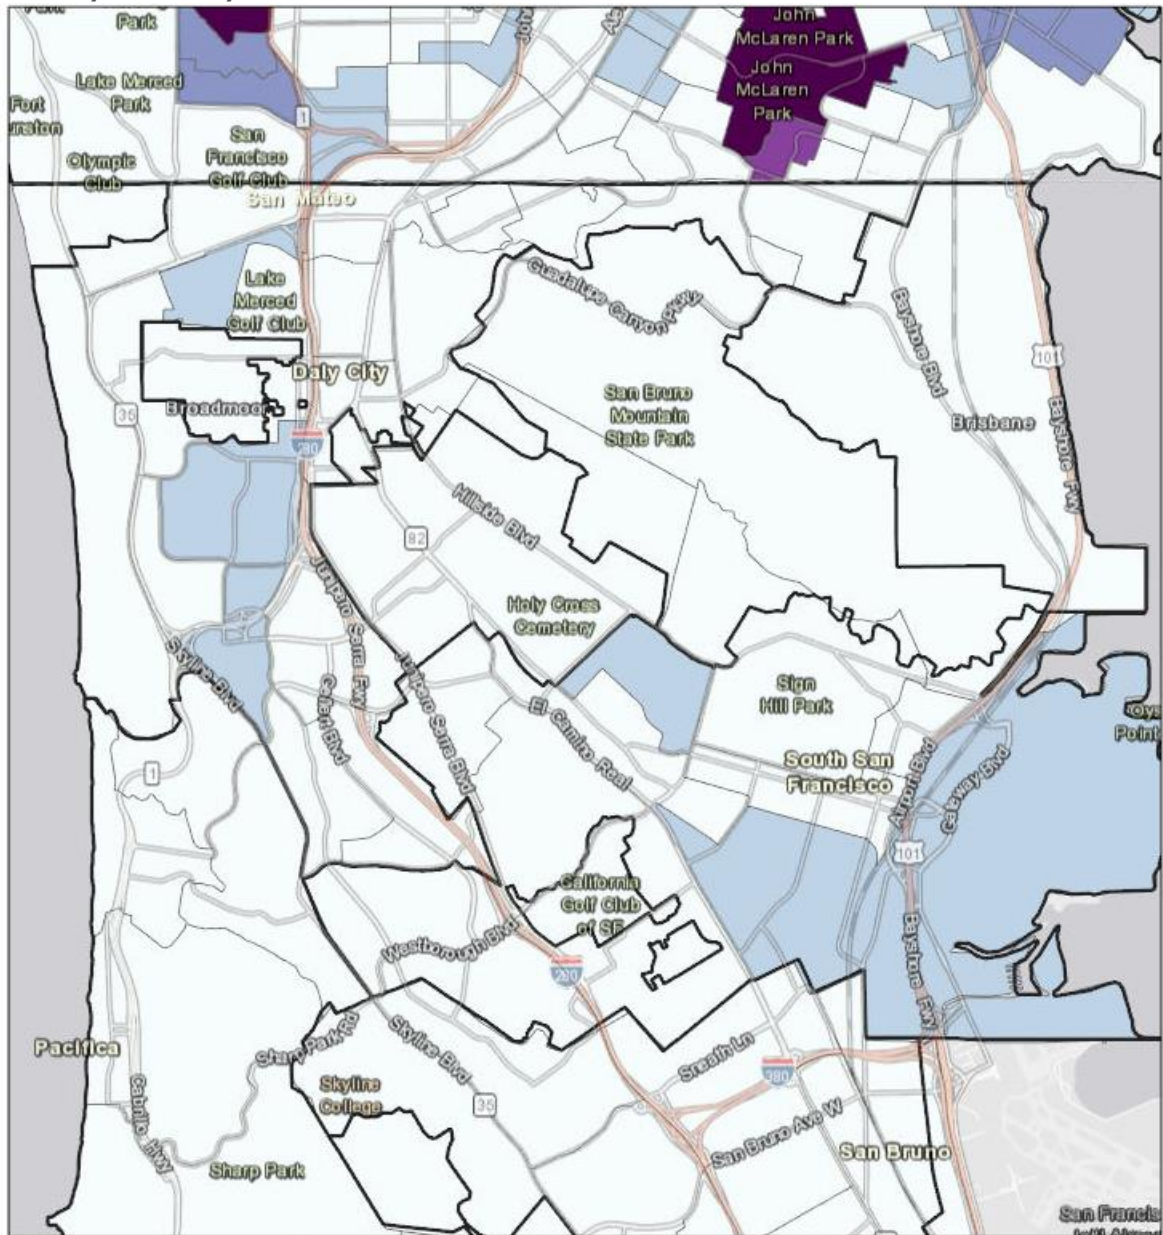 Park
John
McLaren Park
Lake Merced
Park
John
McLaren
Park
Fort
1
San
Francisco
Golf Club
Olympic
Club
San Mateo
Guadalupe Canyon Pkwy
Lake
Merced
Golf Club
Bayshore Blvd
101
Daly City
San Bruno
Mountain
State Park
35
Broadmoor
Brisbane
280
Bayshore Fwy
Hillside Blvd
82
Junipero Serra Fwy
Holy Cross
Cemetery
Skyline Blvd
Junipero Serra Blvd
Callan Blvd
Sign
Hill Park
El Camino Real
Point
1
South San
Francisco
Airport Blvd
Gateway Blvd
101
California
Golf Club
of SF
Westborough Blvd
280
Bayshore Fwy
Pacifica
Sharp Park Rd
Skyline Blvd
Sneath Ln
380
Skyline
College
35
Cabrillo Hwy
San Bruno Ave W
San Bruno
Sharp Park
San Francis